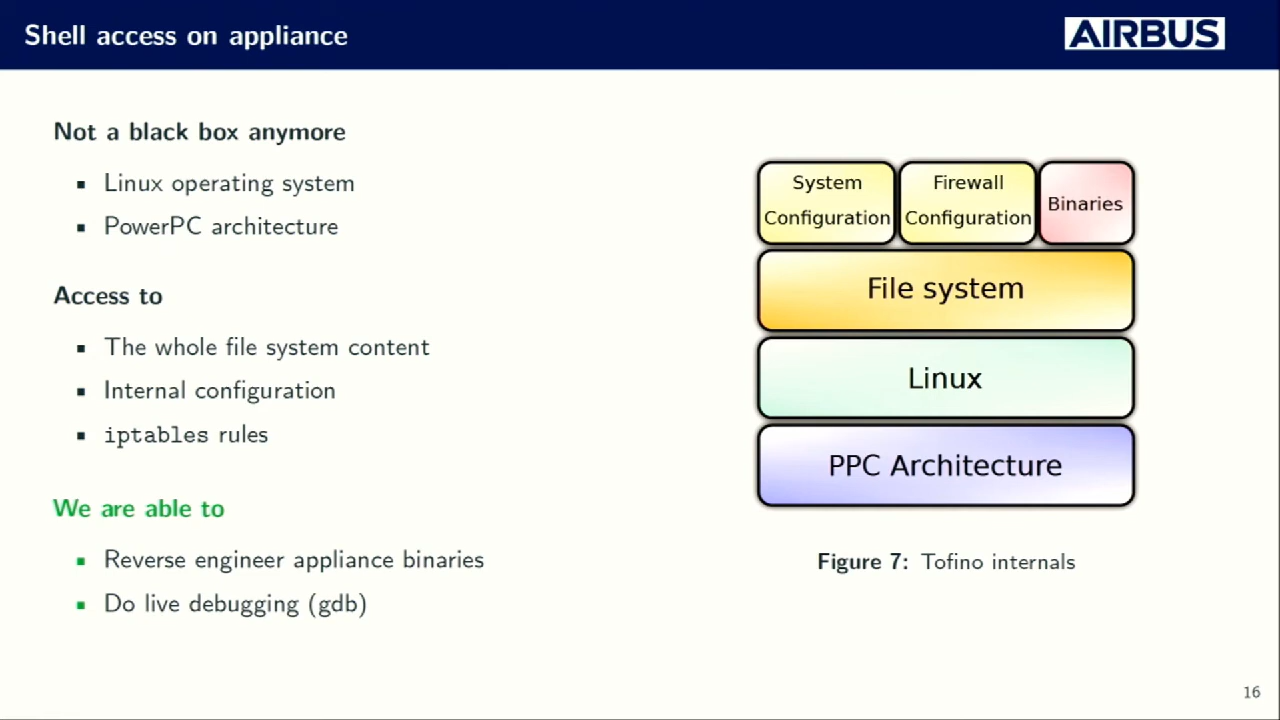 Shell access on appliance
AIRBUS
Not a black box anymore
▪ Linux operating system
▪ PowerPC architecture
Access to
▪ The whole file system content
▪ Internal configuration
▪ iptables rules
We are able to
▪ Reverse engineer appliance binaries
▪ Do live debugging (gdb)
System
Configuration
Firewall
Configuration
Binaries
File system
Linux
PPC Architecture
Figure 7: Tofino internals
16